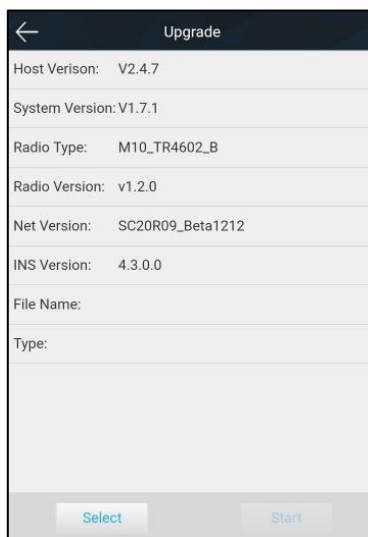 Upgrade
Host Verison: V2.4.7
System Version: V1.7.1
Radio Type: M10_TR4602_B
Radio Version: v1.2.0
Net Version: SC20R09_Beta1212
INS Version: 4.3.0.0
File Name:
Type:
Select Start